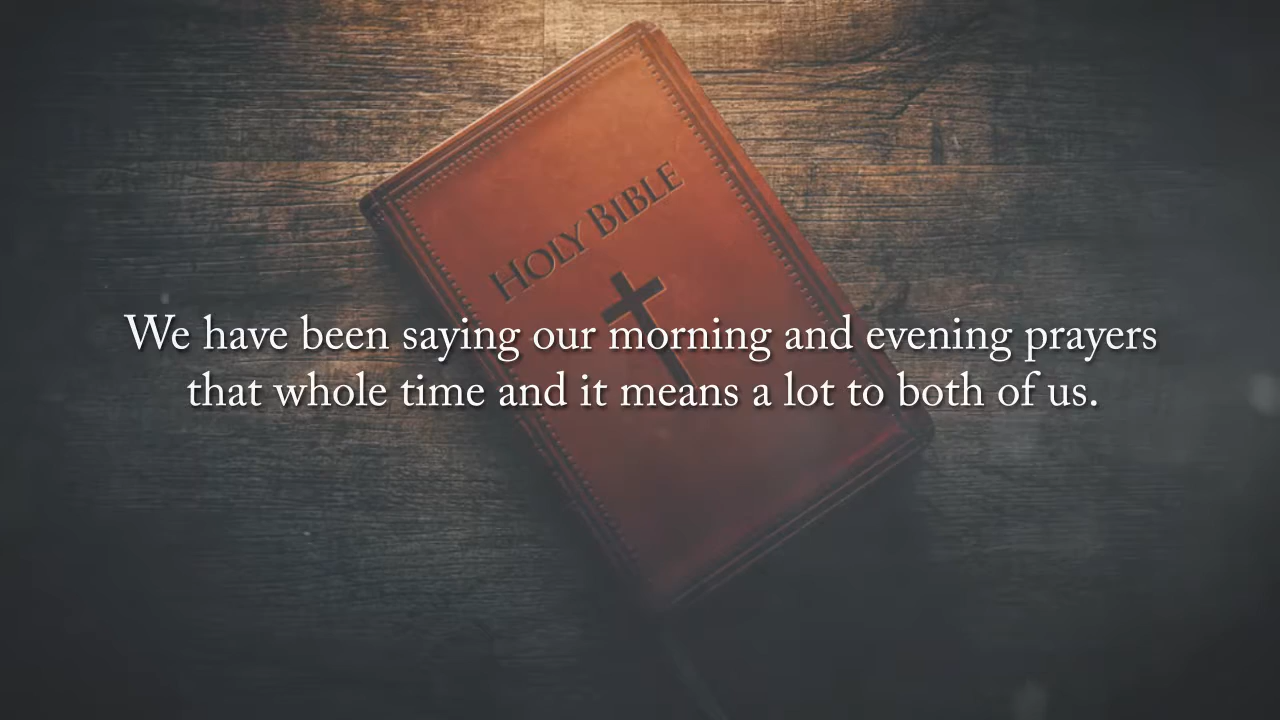 HOLY BIBLE
We have been saying our morning and evening prayers
that whole time and it means a lot to both of us.